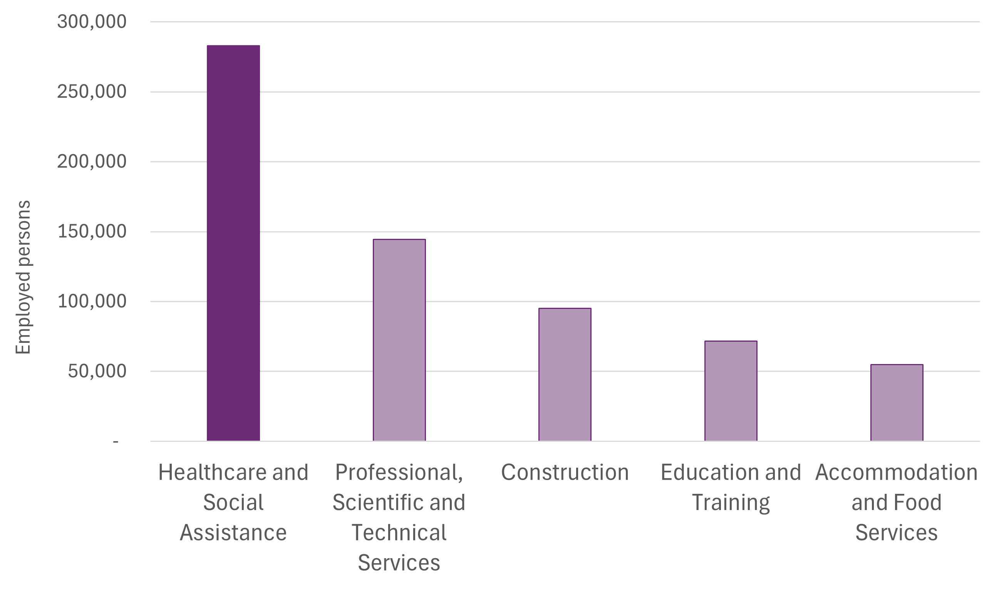 300,000
250,000
200,000
150,000
100,000
50,000
-
Employed persons
Healthcare and
Social
Assistance
Professional,
Scientific and
Technical
Services
Construction
Education and
Training
Accommodation
and Food
Services